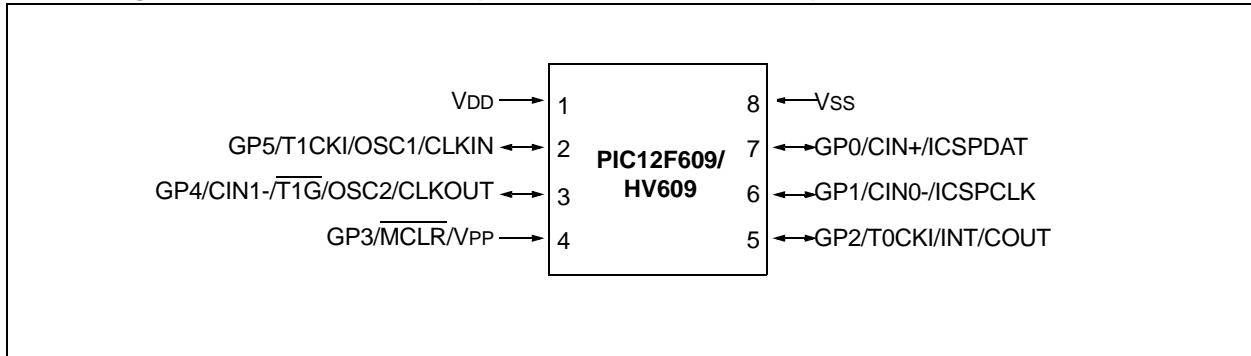 VDD 1 8 VSS
GP5/T1CKI/OSC1/CLKIN 2 PIC12F609/ 7 GP0/CIN+/ICSPDAT
GP4/CIN1-/T1G/OSC2/CLKOUT 3 HV609 6 GP1/CIN0-/ICSPCLK
GP3/MCLR/VPP 4 5 GP2/T0CKI/INT/COUT